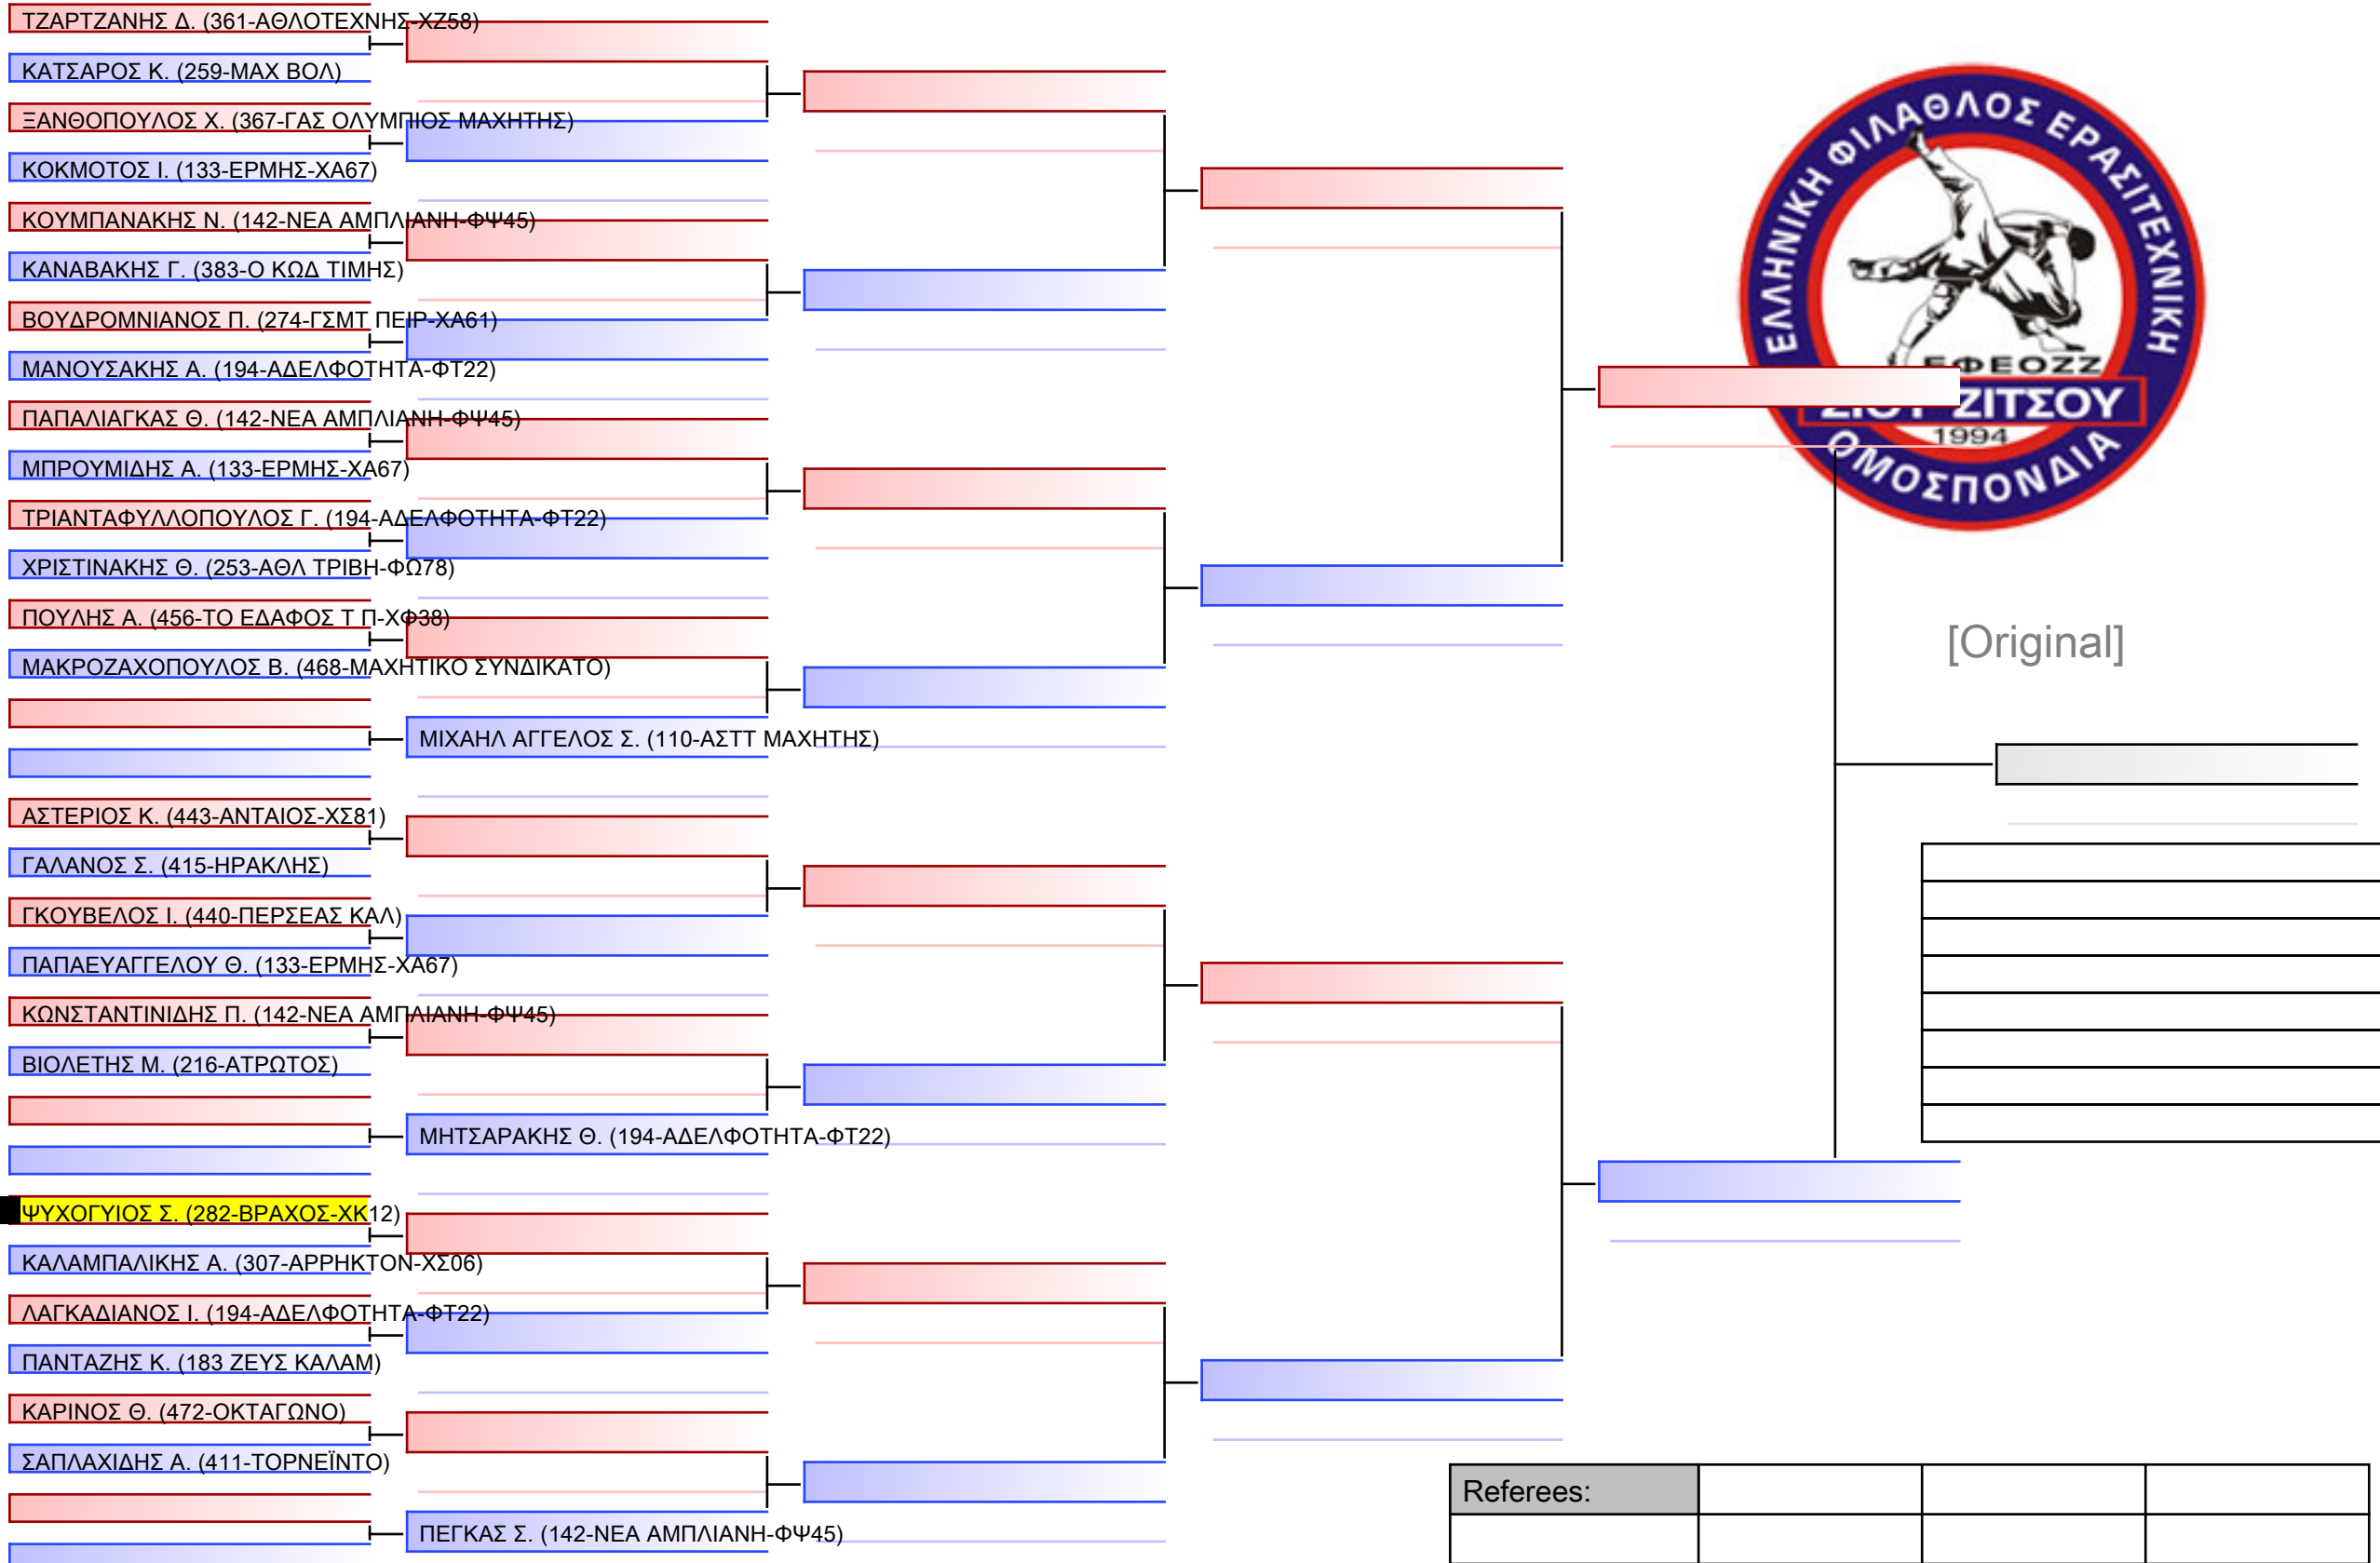 ΤΖΑΡΤΖΑΝΗΣ Δ. (361-ΑΘΛΟΤΕΧΝΗΣ-ΧΖ58)
ΚΑΤΣΑΡΟΣ Κ. (259-ΜΑΧ ΒΟΛ)
ΞΑΝΘΟΠΟΥΛΟΣ Χ. (367-ΓΑΣ ΟΛΥΜΠΙΟΣ ΜΑΧΗΤΗΣ)
ΚΟΚΜΟΤΟΣ Ι. (133-ΕΡΜΗΣ-ΧΑ67)
ΚΟΥΜΠΑΝΑΚΗΣ Ν. (142-ΝΕΑ ΑΜΠΛΙΑΝΗ-ΦΨ45)
ΚΑΝΑΒΑΚΗΣ Γ. (383-Ο ΚΩΔ ΤΙΜΗΣ)
ΒΟΥΔΡΟΜΝΙΑΝΟΣ Π. (274-ΓΣΜΤ ΠΕΙΡ-ΧΑ61)
ΜΑΝΟΥΣΑΚΗΣ Α. (194-ΑΔΕΛΦΟΤΗΤΑ-ΦΤ22)
ΠΑΠΑΛΙΑΓΚΑΣ Θ. (142-ΝΕΑ ΑΜΠΛΙΑΝΗ-ΦΨ45)
ΜΠΡΟΥΜΙΔΗΣ Α. (133-ΕΡΜΗΣ-ΧΑ67)
ΤΡΙΑΝΤΑΦΥΛΛΟΠΟΥΛΟΣ Γ. (194-ΑΔΕΛΦΟΤΗΤΑ-ΦΤ22)
ΧΡΙΣΤΙΝΑΚΗΣ Θ. (253-ΑΘΛ ΤΡΙΒΗ-ΦΩ78)
ΠΟΥΛΗΣ Α. (456-ΤΟ ΕΔΑΦΟΣ Τ Π-ΧΦ38)
ΜΑΚΡΟΖΑΧΟΠΟΥΛΟΣ Β. (468-ΜΑΧΗΤΙΚΟ ΣΥΝΔΙΚΑΤΟ)
ΜΙΧΑΗΛ ΑΓΓΕΛΟΣ Σ. (110-ΑΣΤΤ ΜΑΧΗΤΗΣ)
ΑΣΤΕΡΙΟΣ Κ. (443-ΑΝΤΑΙΟΣ-ΧΣ81)
ΓΑΛΑΝΟΣ Σ. (415-ΗΡΑΚΛΗΣ)
ΓΚΟΥΒΕΛΟΣ Ι. (440-ΠΕΡΣΕΑΣ ΚΑΛ)
ΠΑΠΑΕΥΑΓΓΕΛΟΥ Θ. (133-ΕΡΜΗΣ-ΧΑ67)
ΚΩΝΣΤΑΝΤΙΝΙΔΗΣ Π. (142-ΝΕΑ ΑΜΠΛΙΑΝΗ-ΦΨ45)
ΒΙΟΛΕΤΗΣ Μ. (216-ΑΤΡΩΤΟΣ)
ΜΗΤΣΑΡΑΚΗΣ Θ. (194-ΑΔΕΛΦΟΤΗΤΑ-ΦΤ22)
ΨΥΧΟΓΥΙΟΣ Σ. (282-ΒΡΑΧΟΣ-ΧΚ12)
ΚΑΛΑΜΠΑΛΙΚΗΣ Α. (307-ΑΡΡΗΚΤΟΝ-ΧΣ06)
ΛΑΓΚΑΔΙΑΝΟΣ Ι. (194-ΑΔΕΛΦΟΤΗΤΑ-ΦΤ22)
ΠΑΝΤΑΖΗΣ Κ. (183 ΖΕΥΣ ΚΑΛΑΜ)
ΚΑΡΙΝΟΣ Θ. (472-ΟΚΤΑΓΩΝΟ)
ΣΑΠΛΑΧΙΔΗΣ Α. (411-ΤΟΡΝΕΪΝΤΟ)
ΠΕΓΚΑΣ Σ. (142-ΝΕΑ ΑΜΠΛΙΑΝΗ-ΦΨ45)
ΕΛΛΗΝΙΚΗ ΦΙΛΑΘΛΟΣ ΕΡΑΣΙΤΕΧΝΙΚΗ
ΕΦΕΟΖΖ
ΖΙΤΣΟΥ
1994
ΟΜΟΣΠΟΝΔΙΑ
[Original]
Referees: